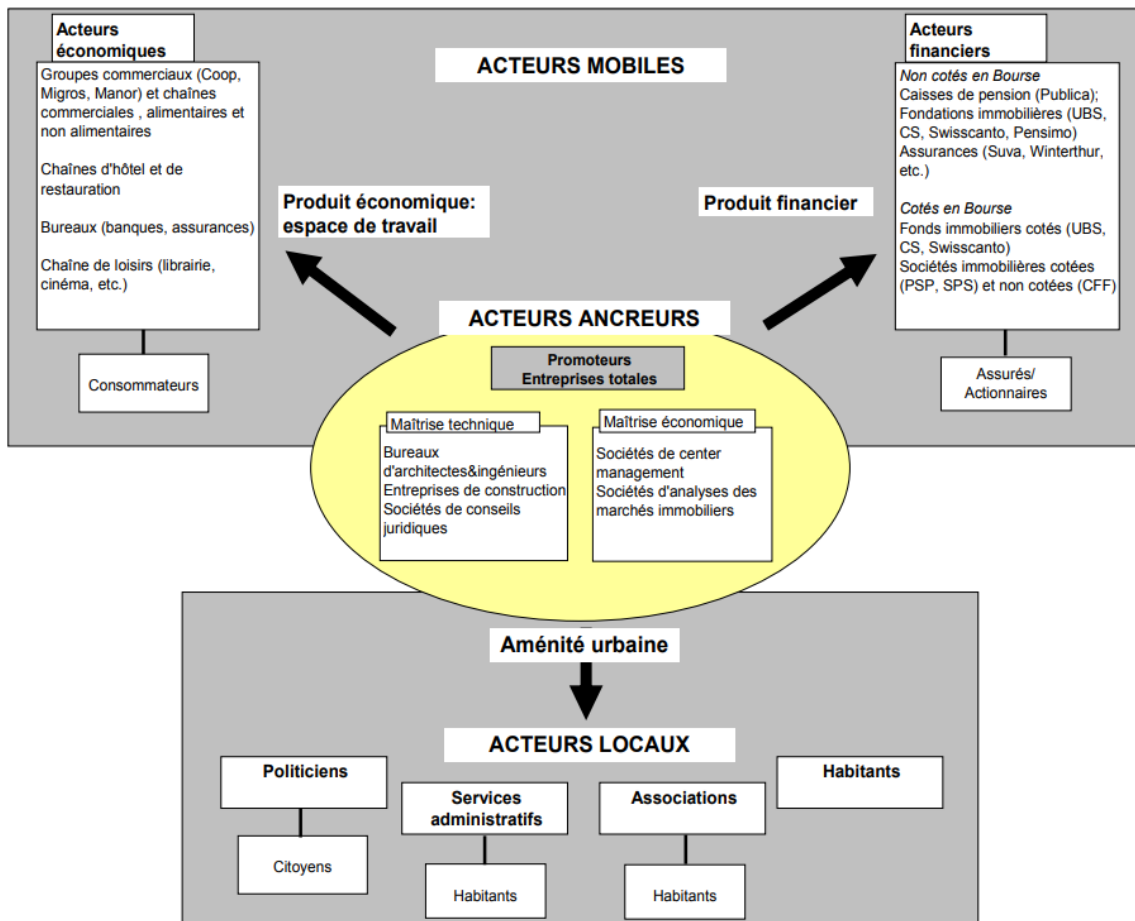 Acteurs
économiques
Groupes commerciaux (Coop,
Migros, Manor) et chaînes
commerciales , alimentaires et
non alimentaires
Chaînes d'hôtel et de
restauration
Bureaux (banques, assurances)
Chaîne de loisirs (librairie,
cinéma, etc.)
Consommateurs
ACTEURS MOBILES
Produit économique:
espace de travail
Produit financier
Acteurs
financiers
Non cotés en Bourse
Caisses de pension (Publica);
Fondations immobilières (UBS,
CS, Swisscanto, Pensimo)
Assurances (Suva, Winterthur,
etc.)
Cotés en Bourse
Fonds immobiliers cotés (UBS,
CS, Swisscanto)
Sociétés immobilières cotées
(PSP, SPS) et non cotées (CFF)
Assurés/
Actionnaires
ACTEURS ANCREURS
Promoteurs
Entreprises totales
Maîtrise technique
Bureaux
d'architectes&ingénieurs
Entreprises de construction
Sociétés de conseils
juridiques
Maîtrise économique
Sociétés de center
management
Sociétés d'analyses des
marchés immobiliers
Aménité urbaine
ACTEURS LOCAUX
Politiciens
Citoyens
Services
administratifs
Habitants
Associations
Habitants
Habitants